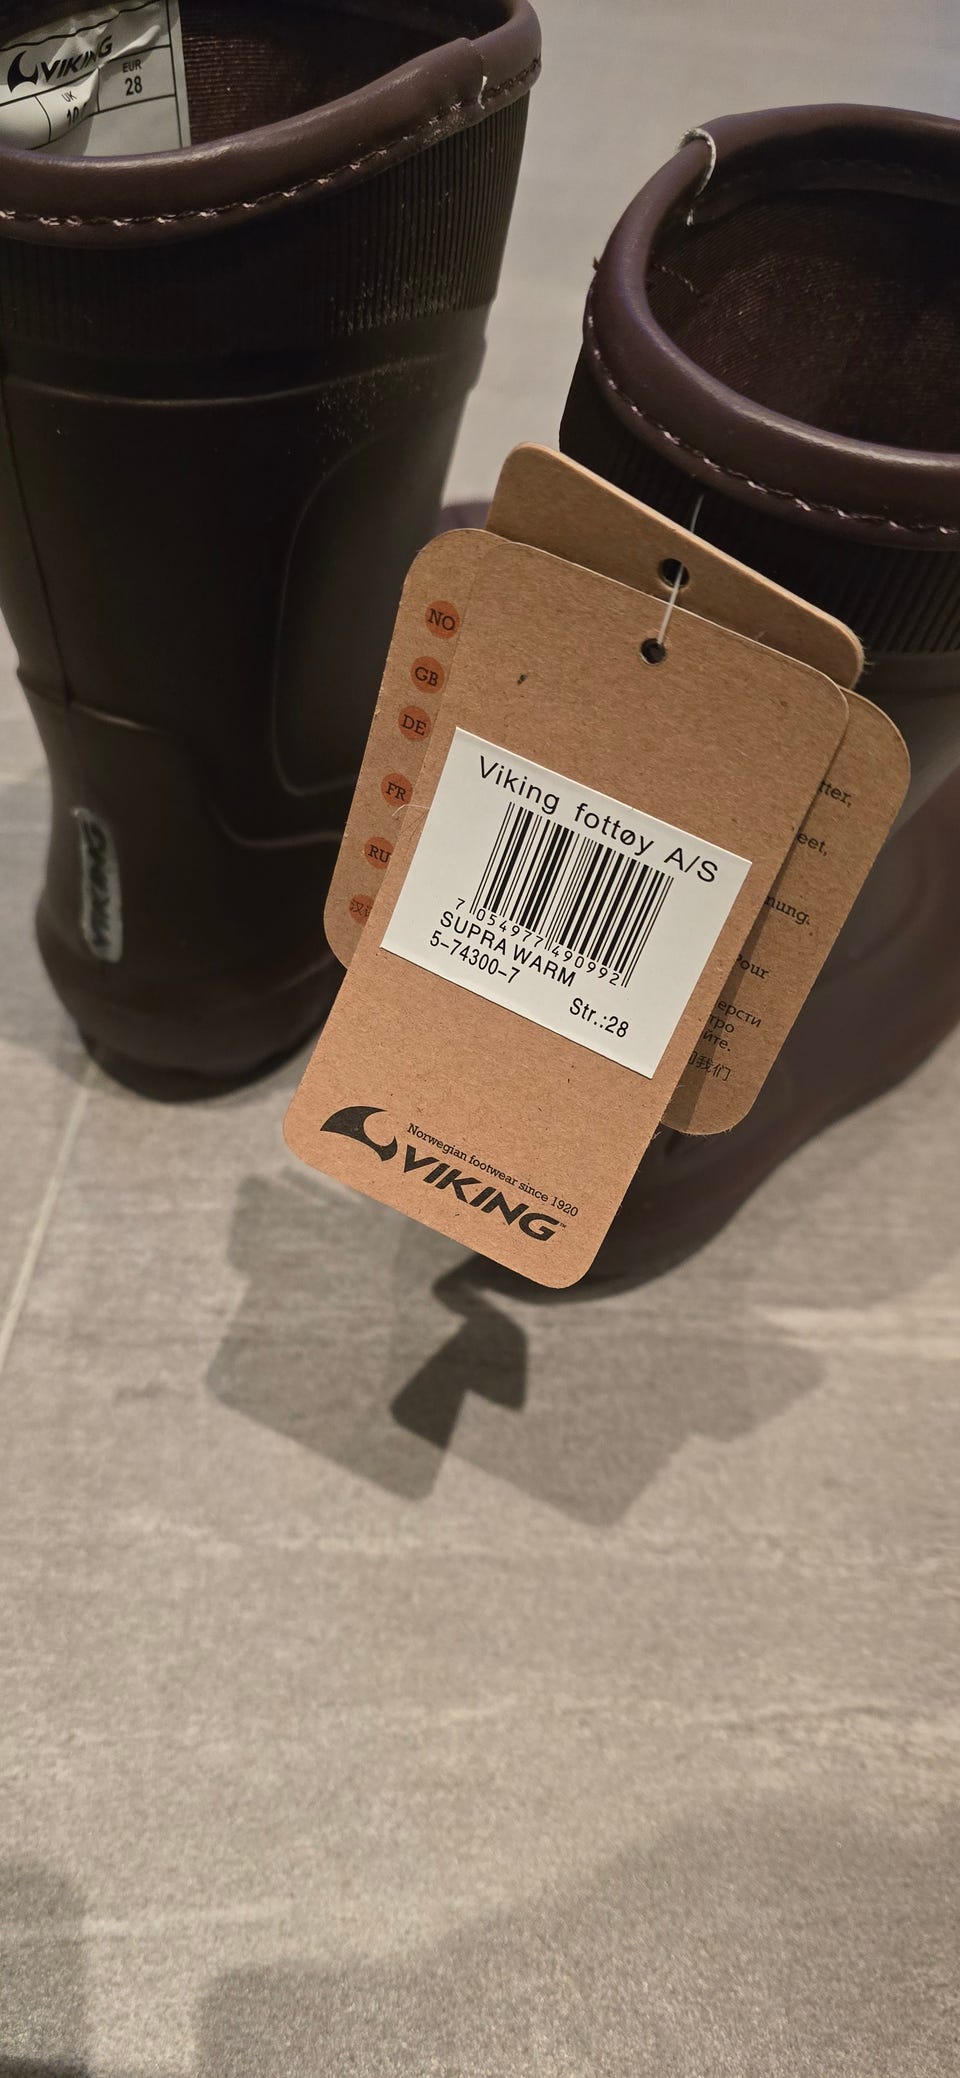 VIKING
EUR
28
UK
NO
GB
DE
FR
RU
Viking fottøy A/S
7 054977 490992
SUPRA WARM
5-74300-7
Str.:28
Norwegian footwear since 1920
VIKING™
VIKING